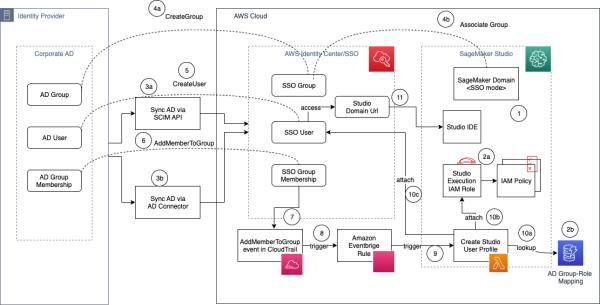 Identity Provider
AWS Cloud
4a
CreateGroup
4b
Associate Group
Corporate AD
AWS Identity Center/SSO
SageMaker Studio
5
CreateUser
SSO Group
SageMaker Domain
<SSO mode>
AD Group
3a
Sync AD via
SCIM API
access
Studio
Domain Url
11
1
AD User
SSO User
Studio IDE
6
AddMemberToGroup
AD Group
Membership
3b
Sync AD via
AD Connector
SSO Group
Membership
attach
10c
Studio
Execution
IAM Role
2a
IAM Policy
7
attach
10b
8
10a
2b
AddMemberToGroup
event in CloudTrail
trigger
Amazon
Eventbrige
Rule
trigger
9
Create Studio
User Profile
lookup
AD Group-Role
Mapping